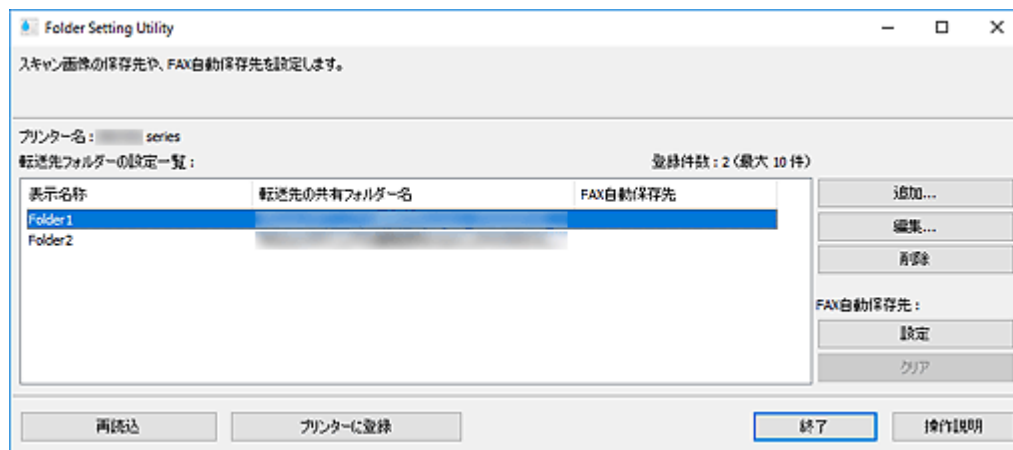 Folder Setting Utility
スキャン画像の保存先や、FAX自動保存先を設定します。
プリンター名: series
転送先フォルダーの設定一覧: 登録件数:2(最大 10 件)
表示名称 転送先の共有フォルダー名 FAX自動保存先
追加...
Folder1
編集...
Folder2
削除
FAX自動保存先:
設定
クリア
再読込 プリンターに登録 終了 操作説明